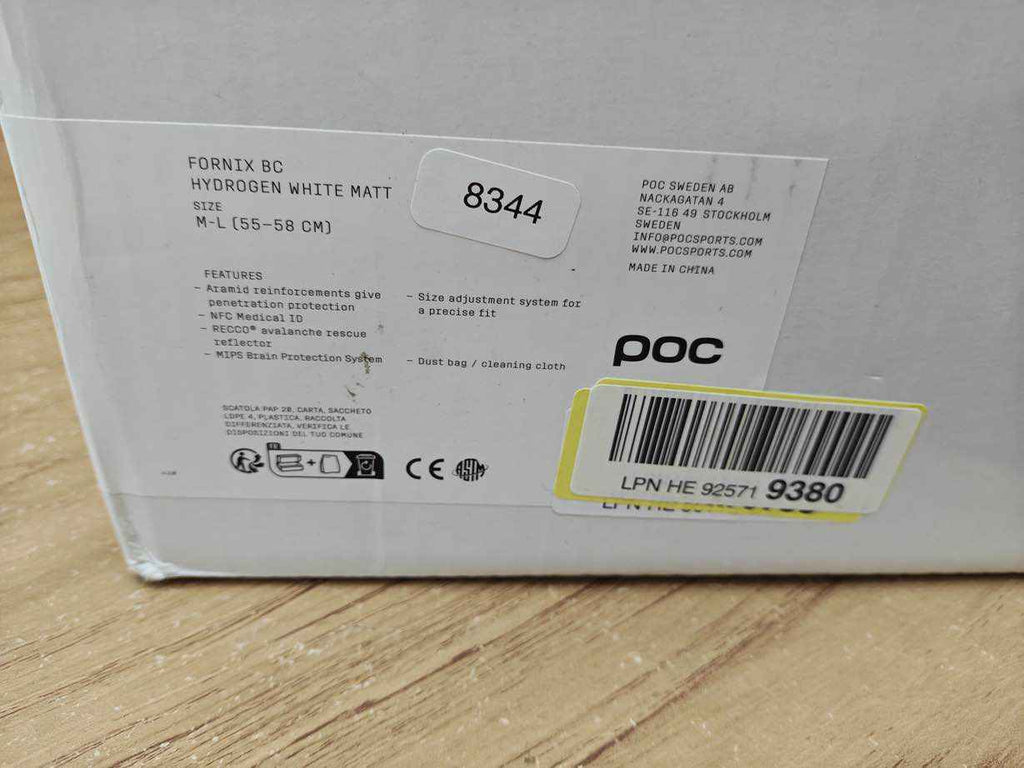 FORNIX BC
HYDROGEN WHITE MATT
SIZE
M-L (55-58 CM)
8344
POC SWEDEN AB
NACKAGATAN 4
SE-116 49 STOCKHOLM
SWEDEN
INFO@POCSPORTS.COM
WWW.POCSPORTS.COM
MADE IN CHINA
FEATURES
- Aramid reinforcements give
penetration protection
- NFC Medical ID
- RECCO® avalanche rescue
reflector
- MIPS Brain Protection System
- Size adjustment system for
a precise fit
- Dust bag / cleaning cloth
POC
SCATOLA PAP 20, CARTA, SACCHETO
LDPE 4, PLASTICA, RACCOLTA
DIFFERENZIATA, VERIFICA LE
DISPOSIZIONI DEL TUO COMUNE
FR
CE
ASTM
LPN HE 92571 9380
LPN HE